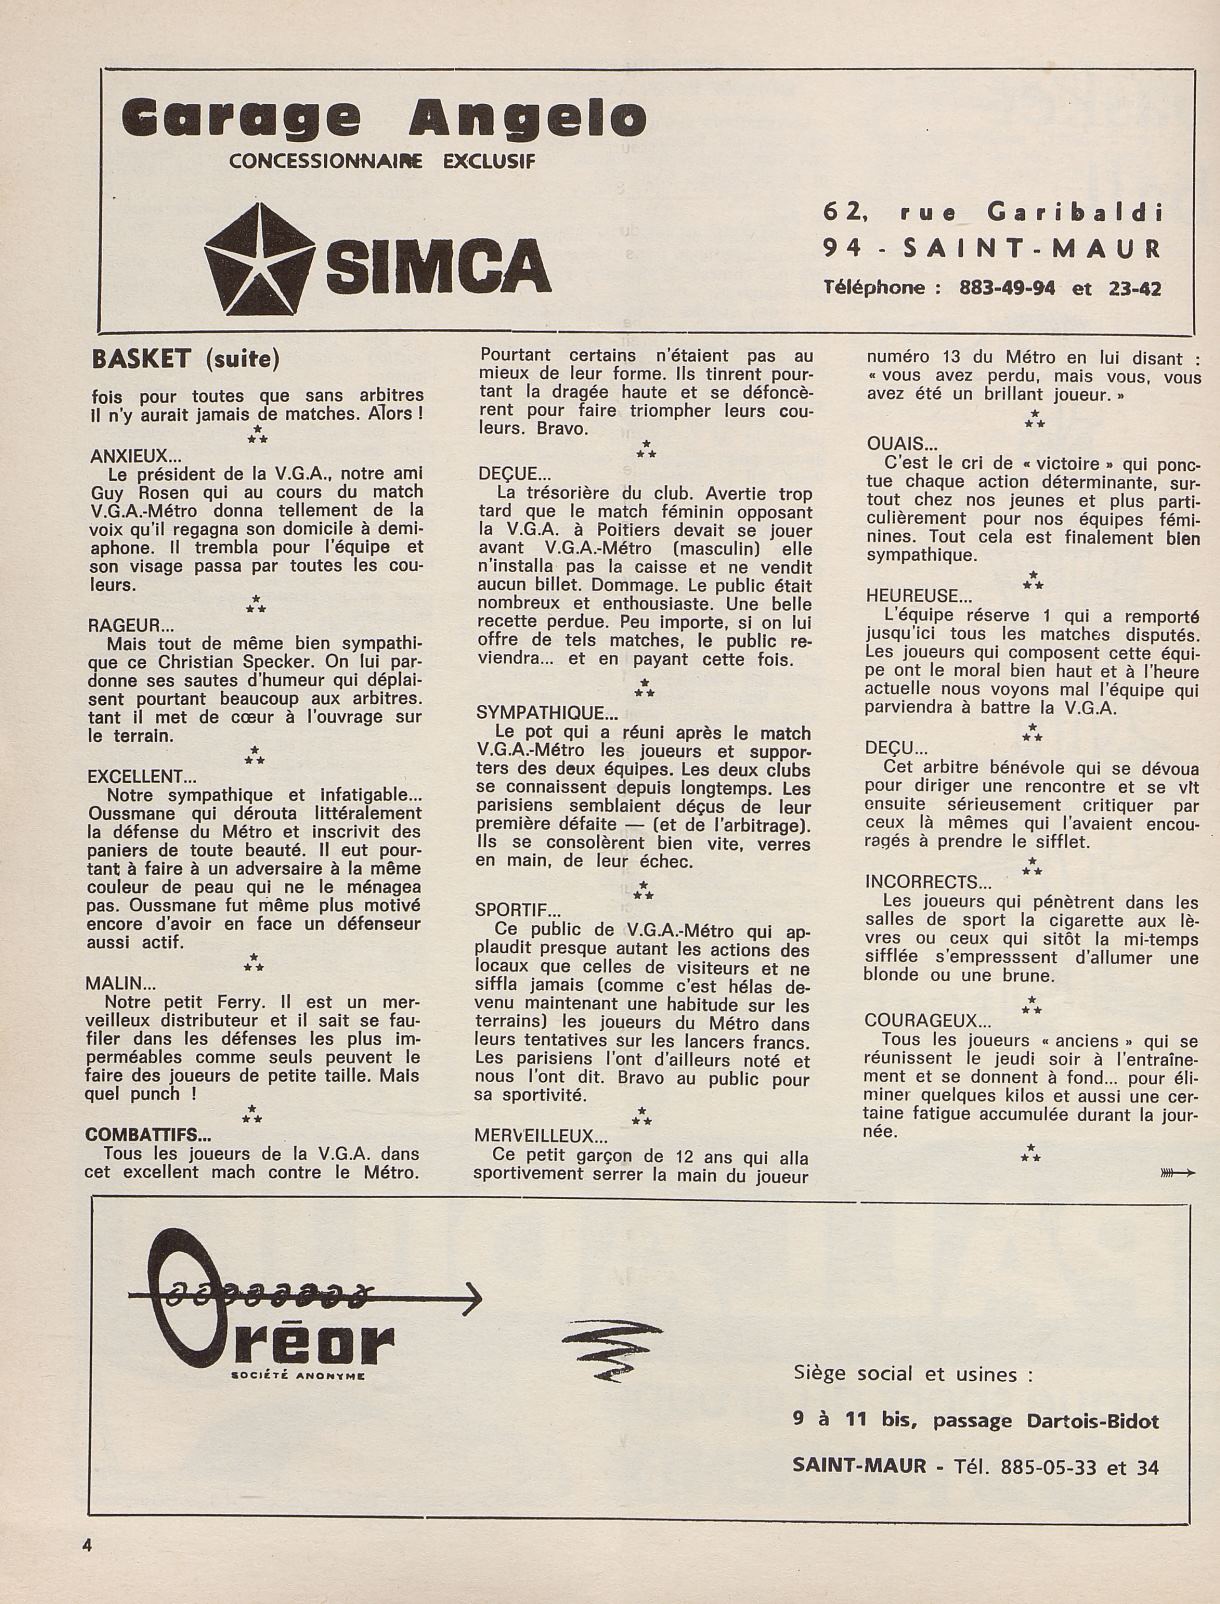 Garage Angelo
CONCESSIONNAIRE EXCLUSIF
SIMCA
62, rue Garibaldi
94 - SAINT-MAUR
Téléphone : 883-49-94 et 23-42
BASKET (suite)
fois pour toutes que sans arbitres
Il n'y aurait jamais de matches. Alors !
ANXIEUX...
Le président de la V.G.A., notre ami
Guy Rosen qui au cours du match
V.G.A.-Métro donna tellement de la
voix qu'il regagna son domicile à demi-
aphone. Il trembla pour l'équipe et
son visage passa par toutes les cou-
leurs.
RAGEUR...
Mais tout de même bien sympathi-
que ce Christian Specker. On lui par-
donne ses sautes d'humeur qui déplai-
sent pourtant beaucoup aux arbitres.
tant il met de cœur à l'ouvrage sur
le terrain.
EXCELLENT...
Notre sympathique et infatigable...
Oussmane qui dérouta littéralement
la défense du Métro et inscrivit des
paniers de toute beauté. Il eut pour-
tant à faire à un adversaire à la même
couleur de peau qui ne le ménagea
pas. Oussmane fut même plus motivé
encore d'avoir en face un défenseur
aussi actif.
MALIN...
Notre petit Ferry. Il est un mer-
veilleux distributeur et il sait se fau-
filer dans les défenses les plus im-
perméables comme seuls peuvent le
faire des joueurs de petite taille. Mais
quel punch !
COMBATTIFS...
Tous les joueurs de la V.G.A. dans
cet excellent mach contre le Métro.
Pourtant certains n'étaient pas au
mieux de leur forme. Ils tinrent pour-
tant la dragée haute et se défoncè-
rent pour faire triompher leurs cou-
leurs. Bravo.
DEÇUE...
La trésorière du club. Avertie trop
tard que le match féminin opposant
la V.G.A. à Poitiers devait se jouer
avant V.G.A.-Métro (masculin) elle
n'installa pas la caisse et ne vendit
aucun billet. Dommage. Le public était
nombreux et enthousiaste. Une belle
recette perdue. Peu importe, si on lui
offre de tels matches, le public re-
viendra... et en payant cette fois.
SYMPATHIQUE...
Le pot qui a réuni après le match
V.G.A.-Métro les joueurs et suppor-
ters des deux équipes. Les deux clubs
se connaissent depuis longtemps. Les
parisiens semblaient déçus de leur
première défaite — (et de l'arbitrage).
Ils se consolèrent bien vite, verres
en main, de leur échec.
SPORTIF...
Ce public de V.G.A.-Métro qui ap-
plaudit presque autant les actions des
locaux que celles de visiteurs et ne
siffla jamais (comme c'est hélas de-
venu maintenant une habitude sur les
terrains) les joueurs du Métro dans
leurs tentatives sur les lancers francs.
Les parisiens l'ont d'ailleurs noté et
nous l'ont dit. Bravo au public pour
sa sportivité.
MERVEILLEUX...
Ce petit garçon de 12 ans qui alla
sportivement serrer la main du joueur
numéro 13 du Métro en lui disant :
« vous avez perdu, mais vous, vous
avez été un brillant joueur. »
OUAIS...
C'est le cri de « victoire » qui ponc-
tue chaque action déterminante, sur-
tout chez nos jeunes et plus parti-
culièrement pour nos équipes fémi-
nines. Tout cela est finalement bien
sympathique.
HEUREUSE...
L'équipe réserve 1 qui a remporté
jusqu'ici tous les matches disputés.
Les joueurs qui composent cette équi-
pe ont le moral bien haut et à l'heure
actuelle nous voyons mal l'équipe qui
parviendra à battre la V.G.A.
DEÇU...
Cet arbitre bénévole qui se dévoua
pour diriger une rencontre et se vit
ensuite sérieusement critiquer par
ceux là mêmes qui l'avaient encou-
ragés à prendre le sifflet.
INCORRECTS...
Les joueurs qui pénètrent dans les
salles de sport la cigarette aux lè-
vres ou ceux qui sitôt la mi-temps
sifflée s'empresssent d'allumer une
blonde ou une brune.
COURAGEUX...
Tous les joueurs « anciens » qui se
réunissent le jeudi soir à l'entraîne-
ment et se donnent à fond... pour éli-
miner quelques kilos et aussi une cer-
taine fatigue accumulée durant la jour-
née.
Oréor
SOCIÉTÉ ANONYME
Siège social et usines :
9 à 11 bis, passage Dartois-Bidot
SAINT-MAUR - Tél. 885-05-33 et 34
4